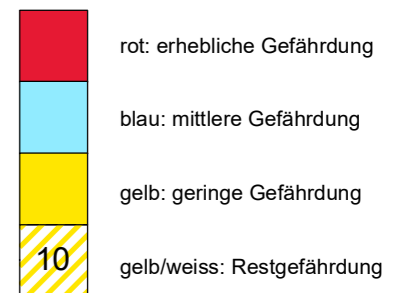 rot: erhebliche Gefährdung
blau: mittlere Gefährdung
gelb: geringe Gefährdung
10 gelb/weiss: Restgefährdung